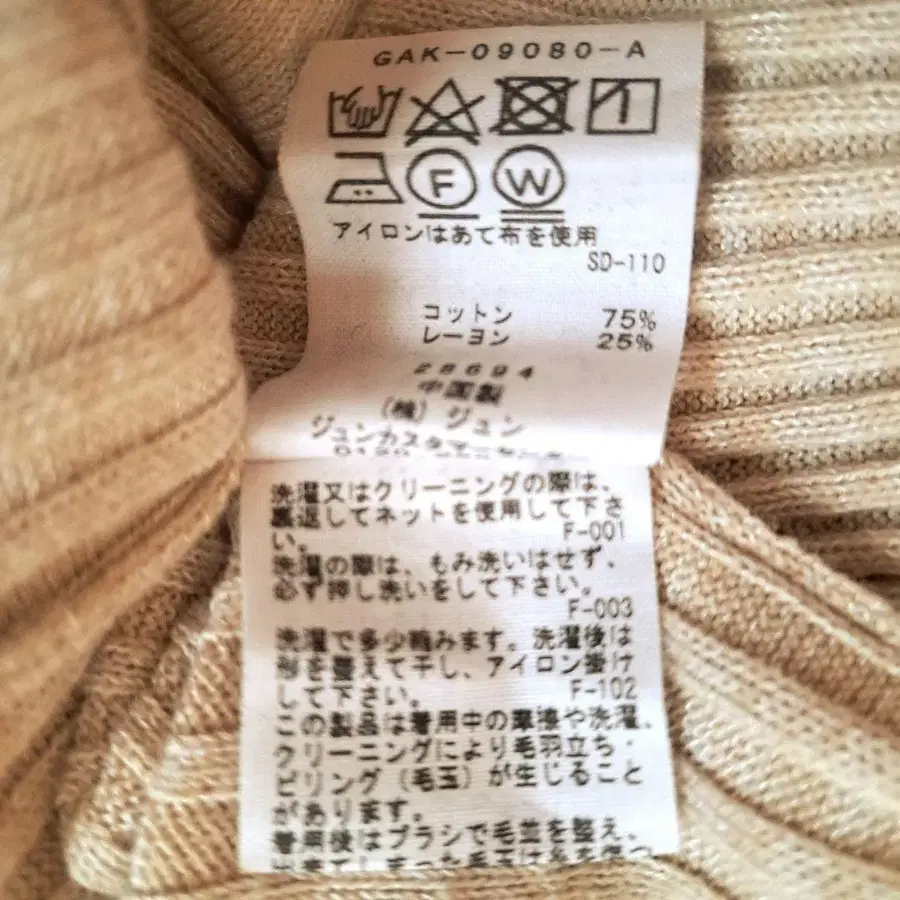 GAK-09080-A
F W
アイロンはあて布を使用
SD-110
コットン 75%
レーヨン 25%
28694
中国製
(株) ジュン
ジュンカスタマー
洗濯又はクリーニングの際は、
裏返してネットを使用して下さ
い。 F-001
洗濯の際は、もみ洗いはせず、
必ず押し洗いをして下さい。
F-003
洗濯で多少縮みます。洗濯後は
形を整えて干し、アイロン掛け
して下さい。 F-102
この製品は着用中の摩擦や洗濯、
クリーニングにより毛羽立ち・
ピリング(毛玉)が生じること
があります。
着用後はブラシで毛並を整え、